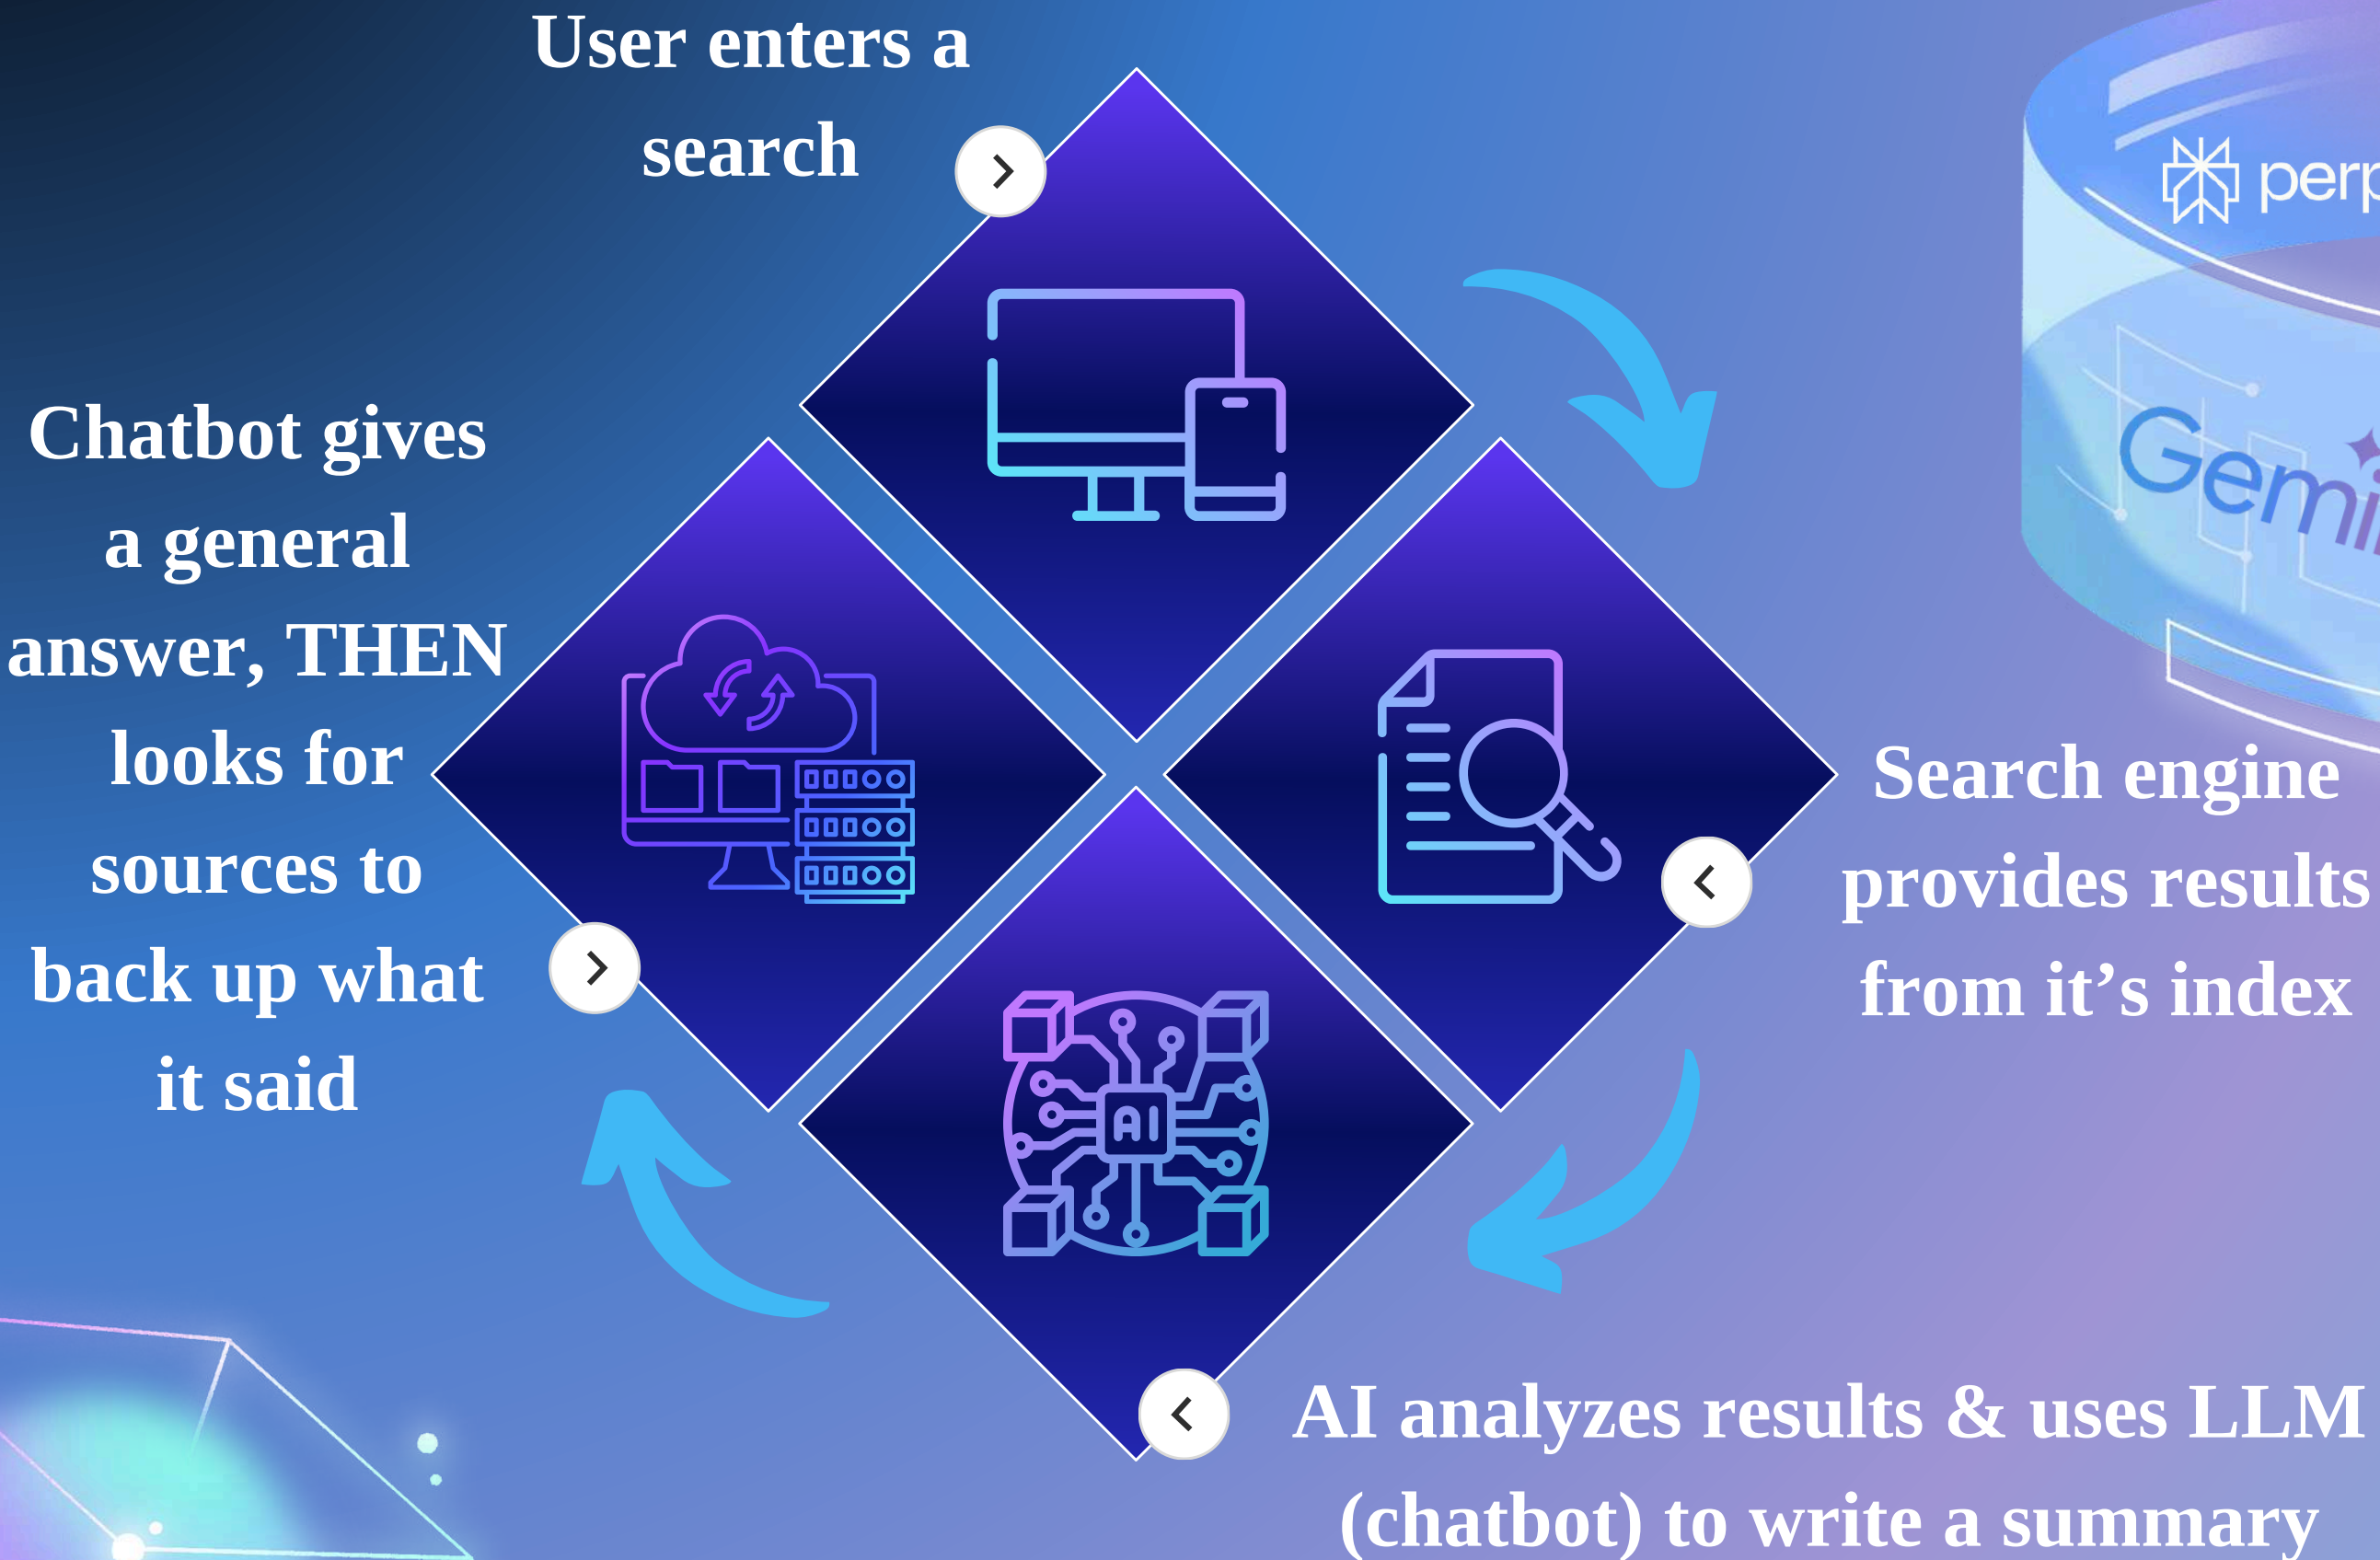 User enters a
search
perp
Gemi
Chatbot gives
a general
answer, THEN
looks for
sources to
back up what
it said
Search engine
provides results
from it’s index
AI
AI analyzes results & uses LLM
(chatbot) to write a summary